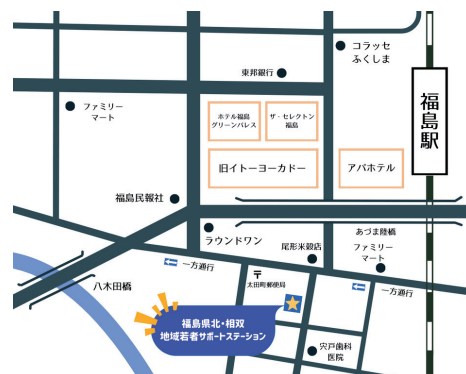 コラッセ
ふくしま
東邦銀行
福島駅
ファミリー
マート
ホテル福島
グリーンパレス
ザ・セレクトン
福島
旧イトーヨーカドー
アパホテル
福島民報社
あづま陸橋
ラウンドワン
尾形米穀店
ファミリー
マート
一方通行
一方通行
〒
太田町郵便局
八木田橋
福島県北・相双
地域若者サポートステーション
宍戸歯科
医院